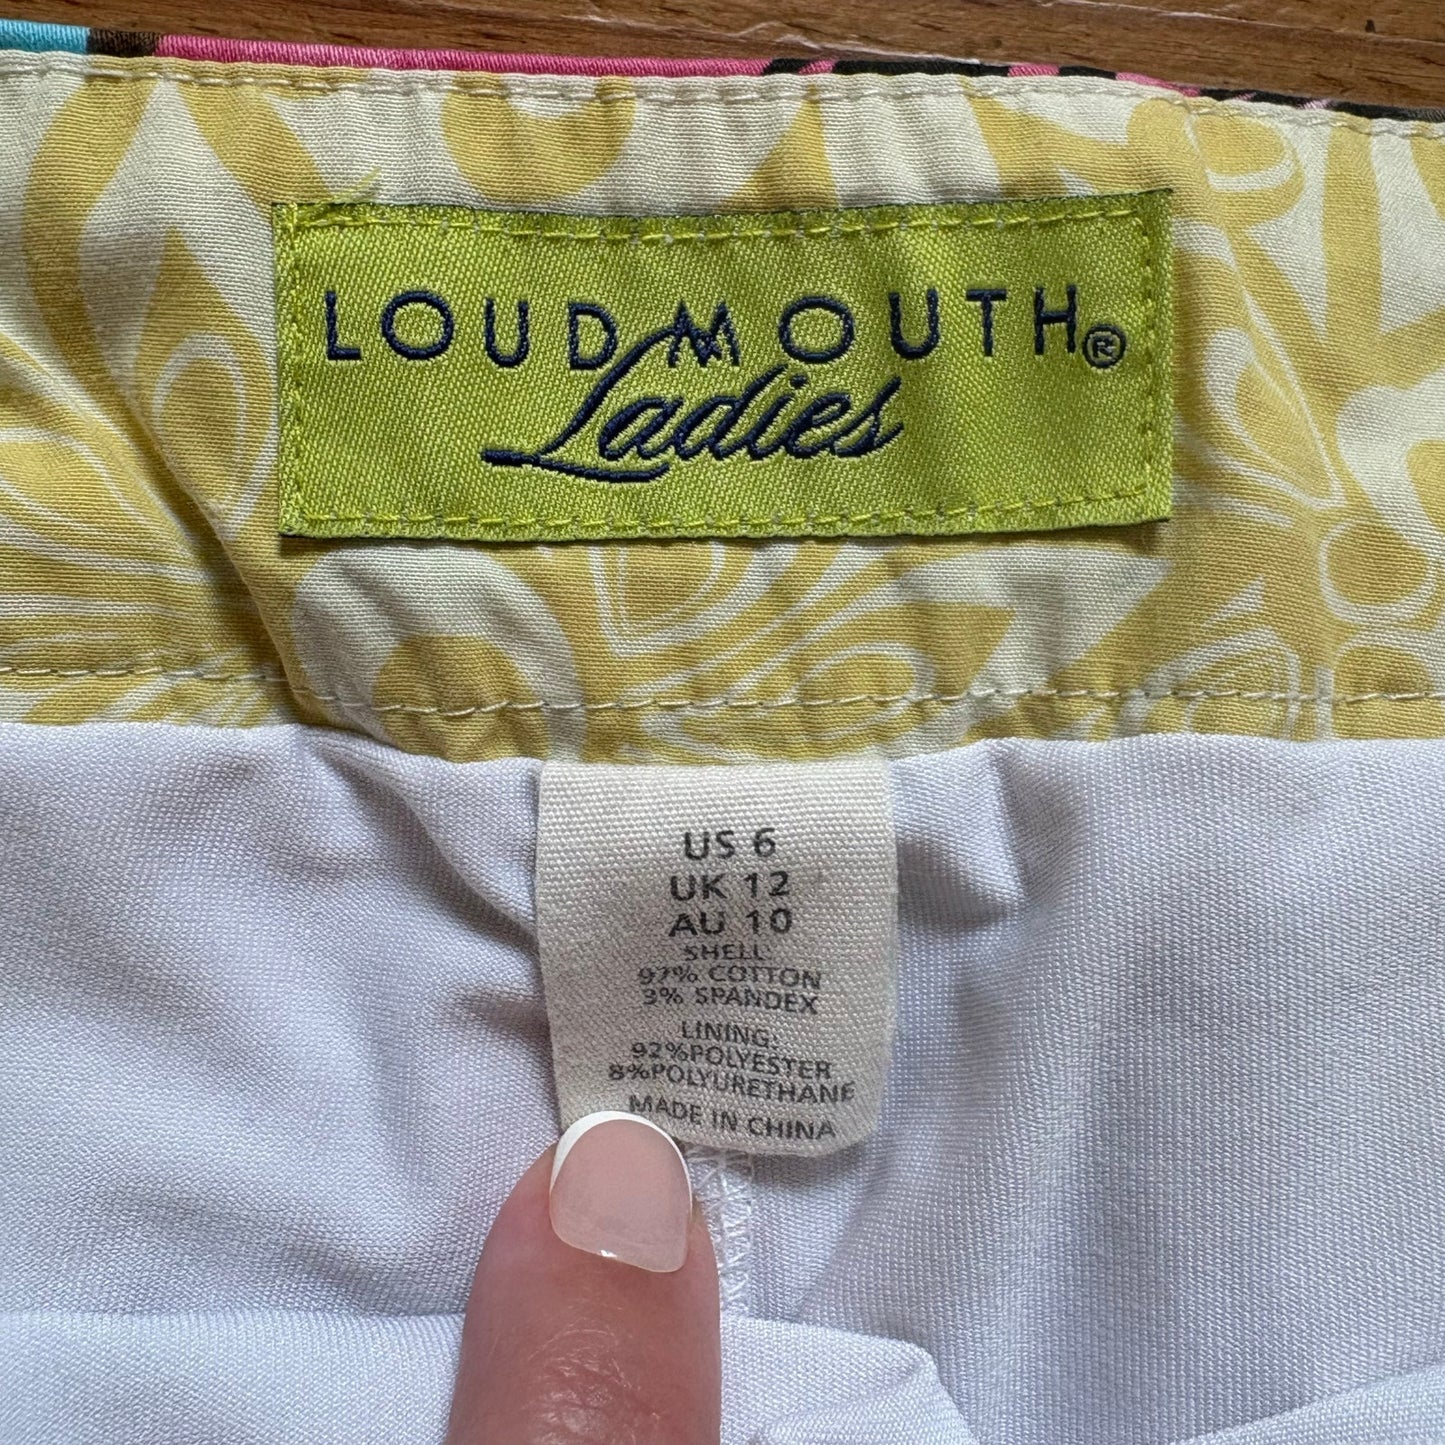 LOUDMOUTH®
Ladies
US 6
UK 12
AU 10
SHELL:
97% COTTON
3% SPANDEX
LINING:
92%POLYESTER
8%POLYURETHANE
MADE IN CHINA